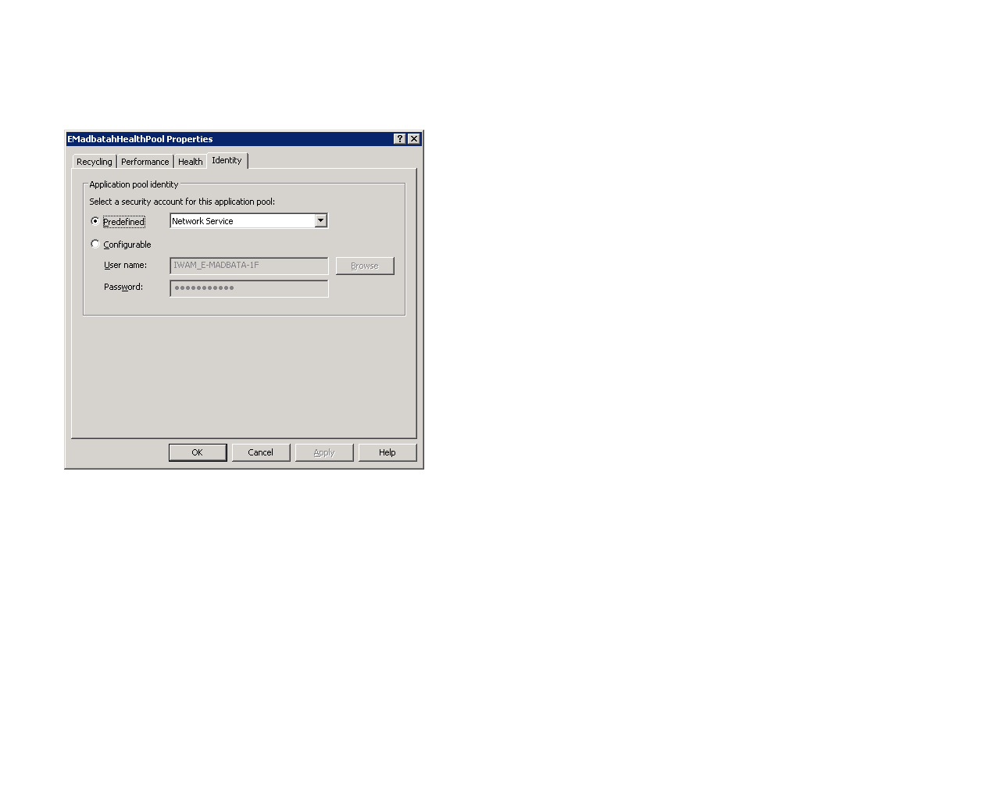 EMadbatahHealthPool Properties
Recycling Performance Health Identity
Application pool identity
Select a security account for this application pool:
Predefined Network Service
Configurable
User name: IWAM_E-MADBATA-1F Browse
Password: ●●●●●●●●●●●
OK Cancel Apply Help